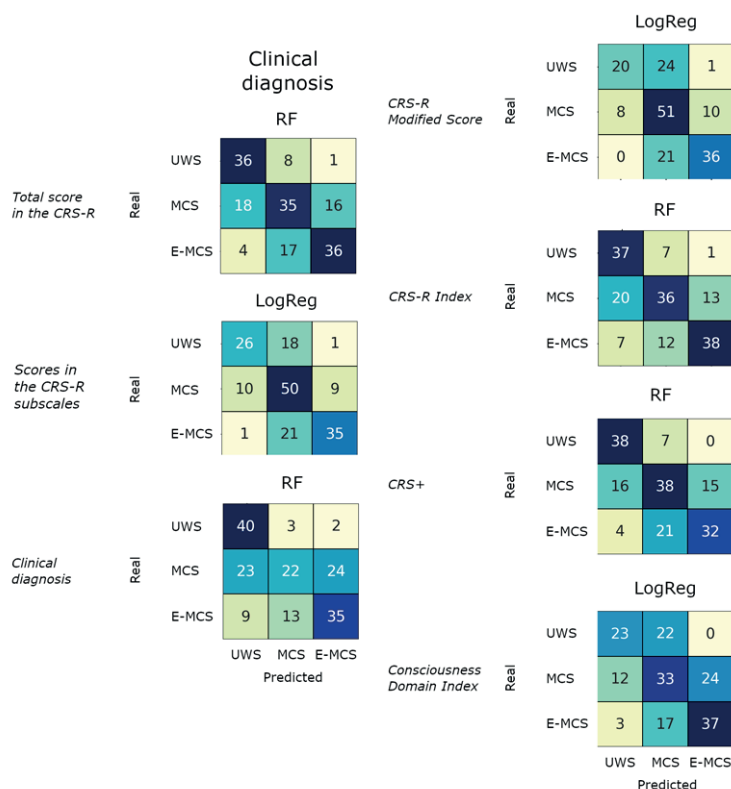 Clinical
diagnosis
RF
Total score
in the CRS-R
Real
UWS 36 8 1
MCS 18 35 16
E-MCS 4 17 36
LogReg
Scores in
the CRS-R
subscales
Real
UWS 26 18 1
MCS 10 50 9
E-MCS 1 21 35
RF
Clinical
diagnosis
Real
UWS 40 3 2
MCS 23 22 24
E-MCS 9 13 35
UWS MCS E-MCS
Predicted
LogReg
CRS-R
Modified Score
Real
UWS 20 24 1
MCS 8 51 10
E-MCS 0 21 36
RF
CRS-R Index
Real
UWS 37 7 1
MCS 20 36 13
E-MCS 7 12 38
RF
CRS+
Real
UWS 38 7 0
MCS 16 38 15
E-MCS 4 21 32
LogReg
Consciousness
Domain Index
Real
UWS 23 22 0
MCS 12 33 24
E-MCS 3 17 37
UWS MCS E-MCS
Predicted